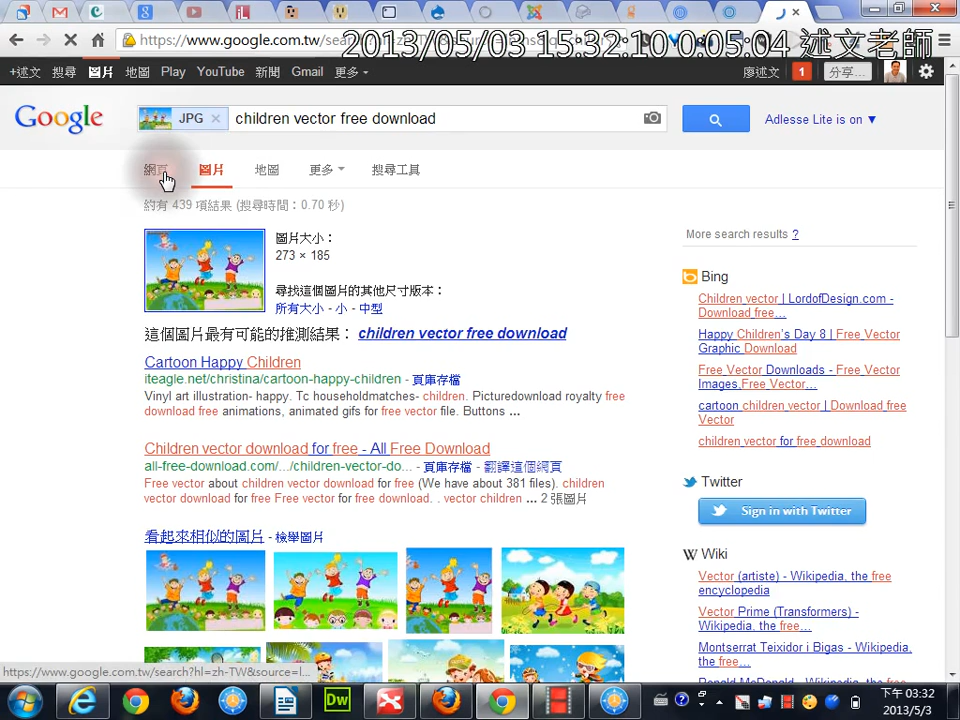 https://www.google.com.tw/sea
2013/05/03 15:32:10 0:05:04 述文老師
+述文 搜尋 圖片 地圖 Play YouTube 新聞 Gmail 更多
廖述文 1 分享...
Google
JPG × children vector free download
Adlesse Lite is on ▼
網頁 圖片 地圖 更多 搜尋工具
約有 439 項結果 (搜尋時間：0.70 秒)
圖片大小：
273 × 185
尋找這個圖片的其他尺寸版本：
所有大小 - 小 - 中型
這個圖片最有可能的推測結果： children vector free download
Cartoon Happy Children
iteagle.net/christina/cartoon-happy-children - 頁庫存檔
Vinyl art illustration- happy. Tc householdmatches- children. Picturedownload royalty free
download free animations, animated gifs for free vector file. Buttons ...
Children vector download for free - All Free Download
all-free-download.com/.../children-vector-do... - 頁庫存檔 - 翻譯這個網頁
Free vector about children vector download for free (We have about 381 files). children
vector download for free Free vector for free download. . vector children ... 2 張圖片
看起來相似的圖片 - 檢舉圖片
More search results ?
Bing
Children vector | LordofDesign.com -
Download free…
Happy Children's Day 8 | Free Vector
Graphic Download
Free Vector Downloads - Free Vector
Images,Free Vector…
cartoon children vector | Download free
Vector
children vector for free download
Twitter
Sign in with Twitter
Wiki
Vector (artiste) - Wikipedia, the free
encyclopedia
Vector Prime (Transformers) -
Wikipedia, the free…
Montserrat Teixidor i Bigas - Wikipedia,
the free…
https://www.google.com.tw/search?hl=zh-TW&source=l...
Dw
下午 03:32
2013/5/3